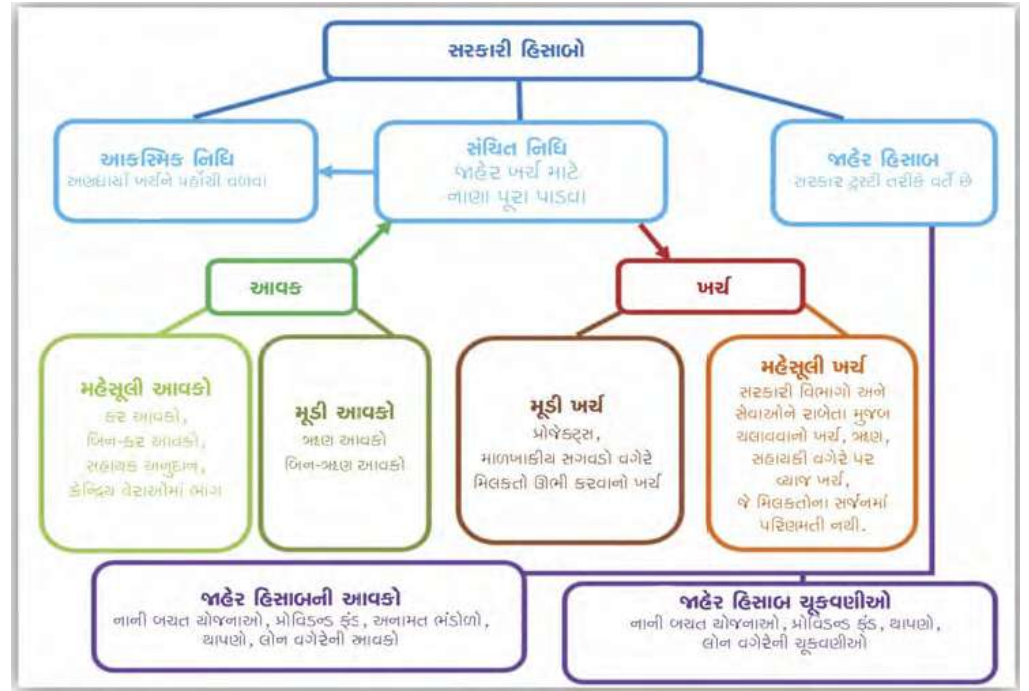 સરકારી હિસાબો
આકસ્મિક નિધિ
અણધાર્યા ખર્ચને પહોંચી વળવા
સંચિત નિધિ
જાહેર ખર્ચ માટે
નાણા પૂરા પાડવા
જાહેર હિસાબ
સરકાર ટ્રસ્ટી તરીકે વર્તે છે
આવક
ખર્ચ
મહેસૂલી આવકો
કર આવકો,
બિન-કર આવકો,
સહાયક અનુદાન,
કેન્દ્રિય વેરાઓમાં ભાગ
મૂડી આવકો
ઋણ આવકો
બિન-ઋણ આવકો
મૂડી ખર્ચ
પ્રોજેક્ટ્સ,
માળખાકીય સગવડો વગેરે
મિલકતો ઊભી કરવાનો ખર્ચ
મહેસૂલી ખર્ચ
સરકારી વિભાગો અને
સેવાઓને રાબેતા મુજબ
ચલાવવાનો ખર્ચ, ઋણ,
સહાયકી વગેરે પર
વ્યાજ ખર્ચ,
જે મિલકતોના સર્જનમાં
પરિણમતી નથી.
જાહેર હિસાબની આવકો
નાની બચત યોજનાઓ, પ્રોવિડન્ડ ફંડ, અનામત ભંડોળો,
થાપણો, લોન વગેરેની આવકો
જાહેર હિસાબ ચૂકવણીઓ
નાની બચત યોજનાઓ, પ્રોવિડન્ડ ફંડ, થાપણો,
લોન વગેરેની ચૂકવણીઓ